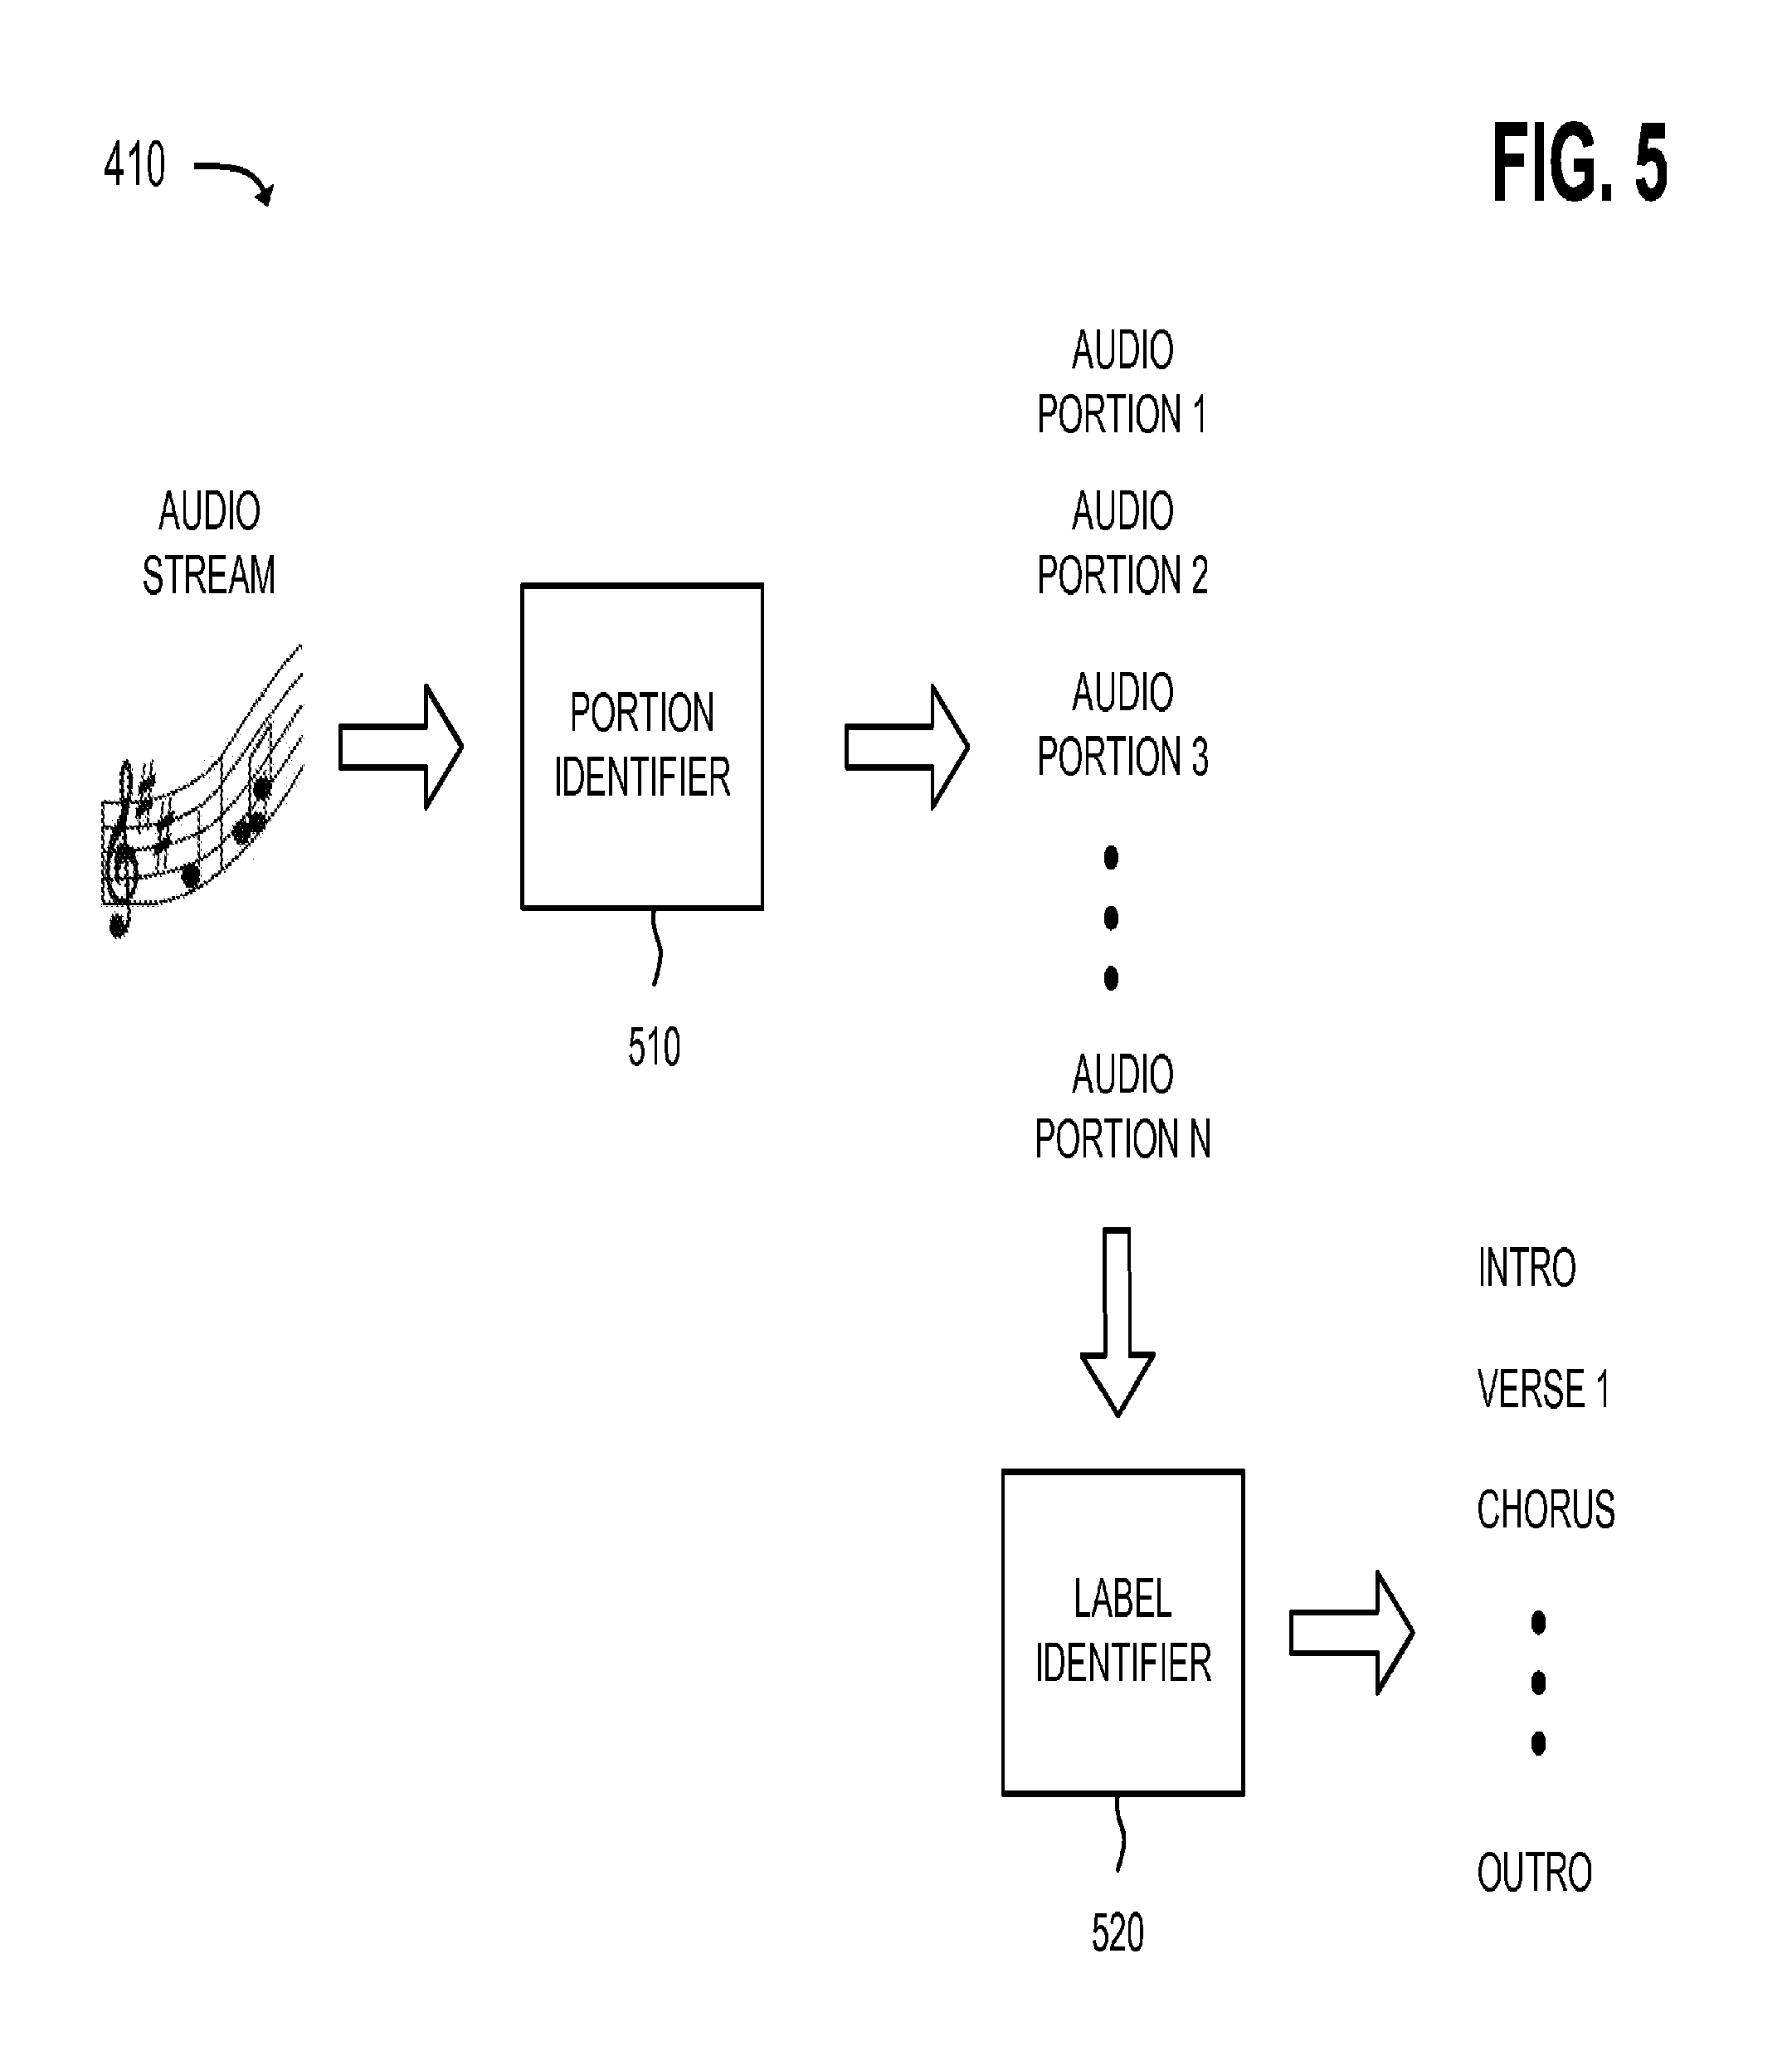 410
FIG. 5
AUDIO
STREAM
PORTION
IDENTIFIER
510
AUDIO
PORTION 1
AUDIO
PORTION 2
AUDIO
PORTION 3
AUDIO
PORTION N
LABEL
IDENTIFIER
520
INTRO
VERSE 1
CHORUS
OUTRO